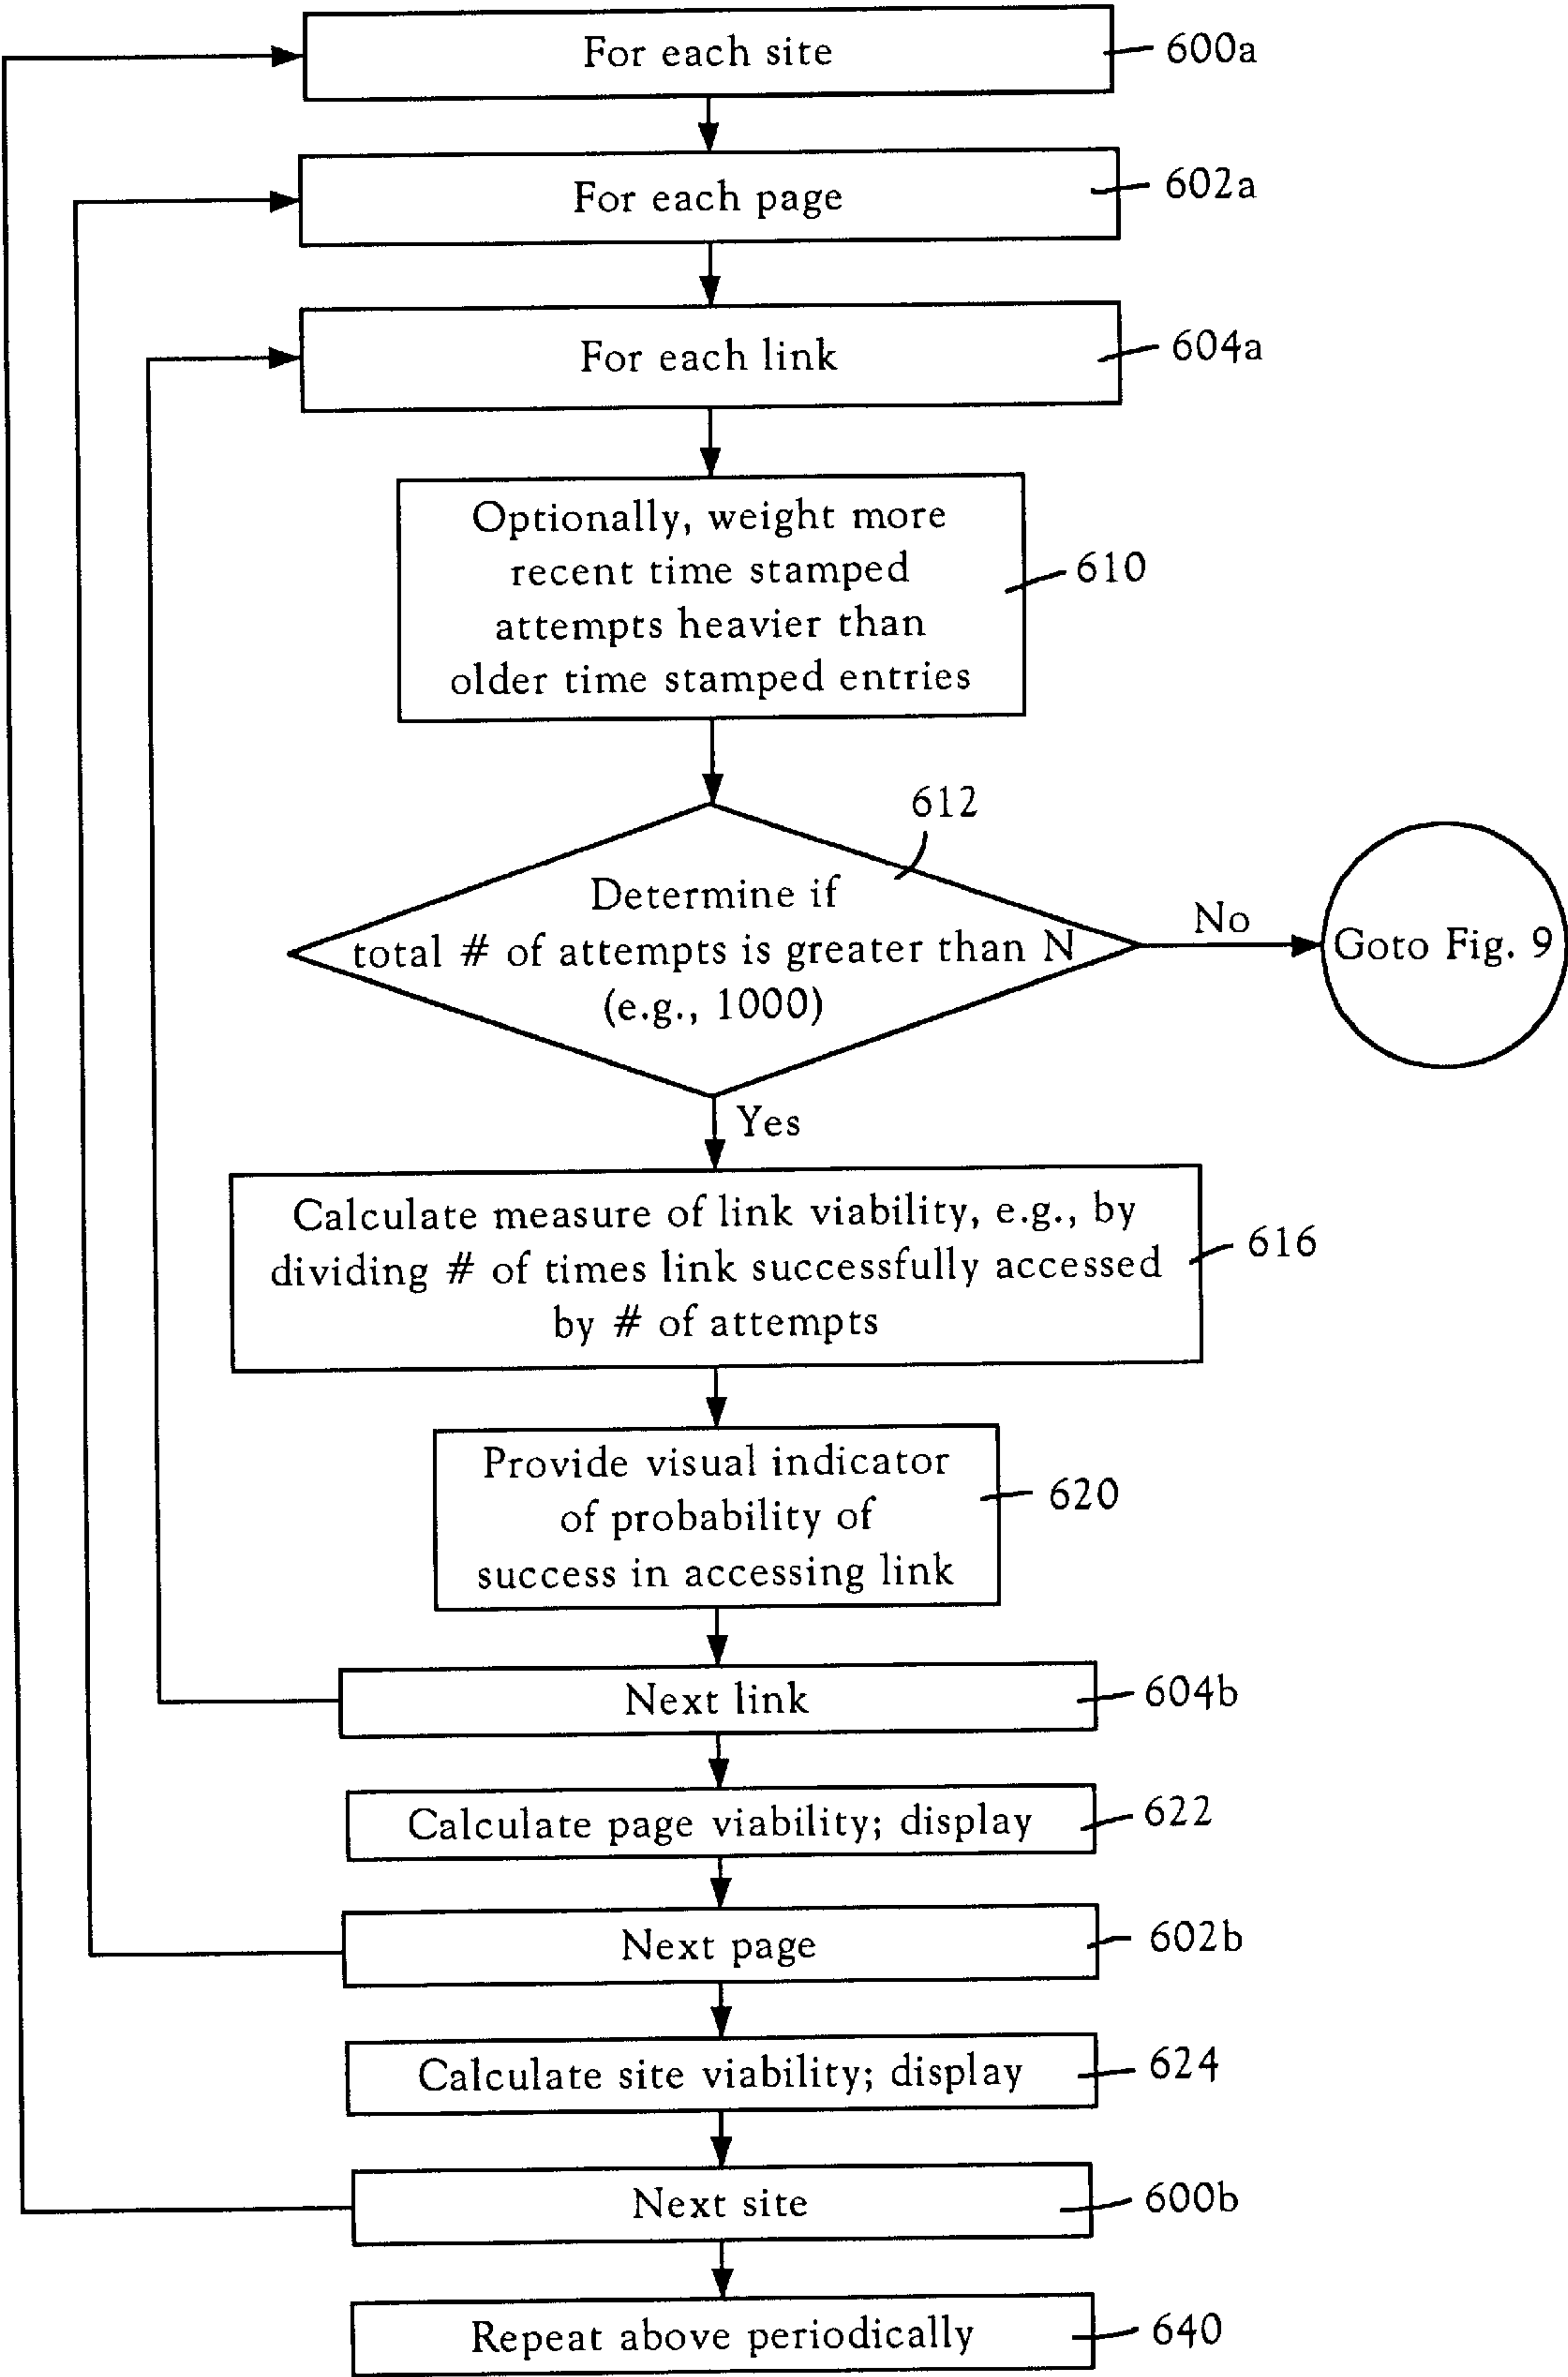 For each site
600a
For each page
602a
For each link
604a
Optionally, weight more
recent time stamped
attempts heavier than
older time stamped entries
610
612
Determine if
total # of attempts is greater than N
(e.g., 1000)
No
Goto Fig. 9
Yes
Calculate measure of link viability, e.g., by
dividing # of times link successfully accessed
by # of attempts
616
Provide visual indicator
of probability of
success in accessing link
620
Next link
604b
Calculate page viability; display
622
Next page
602b
Calculate site viability; display
624
Next site
600b
Repeat above periodically
640